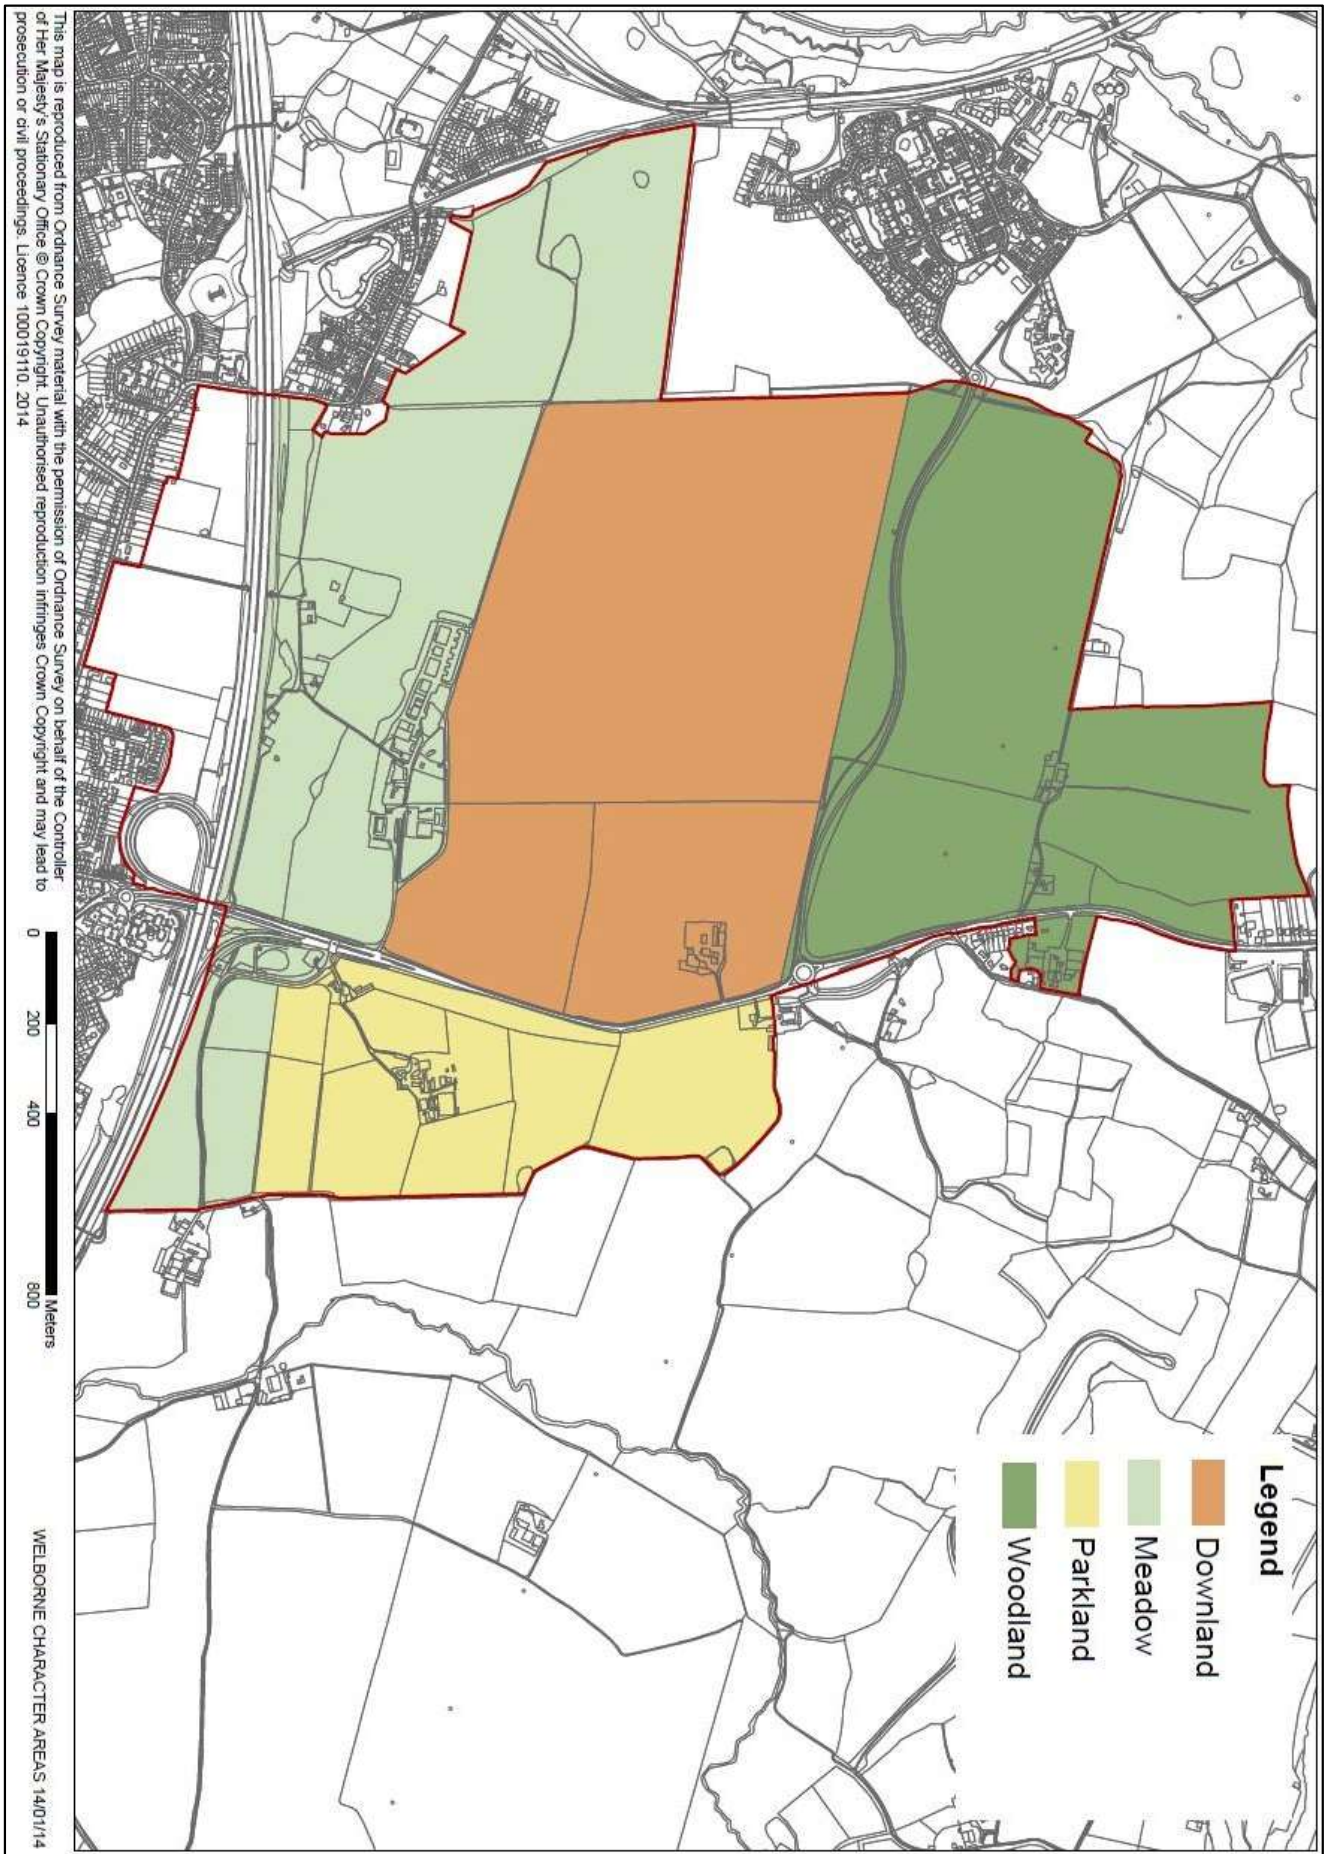 Legend
Downland
Meadow
Parkland
Woodland
This map is reproduced from Ordnance Survey material with the permission of Ordnance Survey on behalf of the Controller
of Her Majesty's Stationary Office © Crown Copyright. Unauthorised reproduction infringes Crown Copyright and may lead to
prosecution or civil proceedings. Licence 100019110. 2014
0 200 400 800
Meters
WELBORNE CHARACTER AREAS 14/01/14